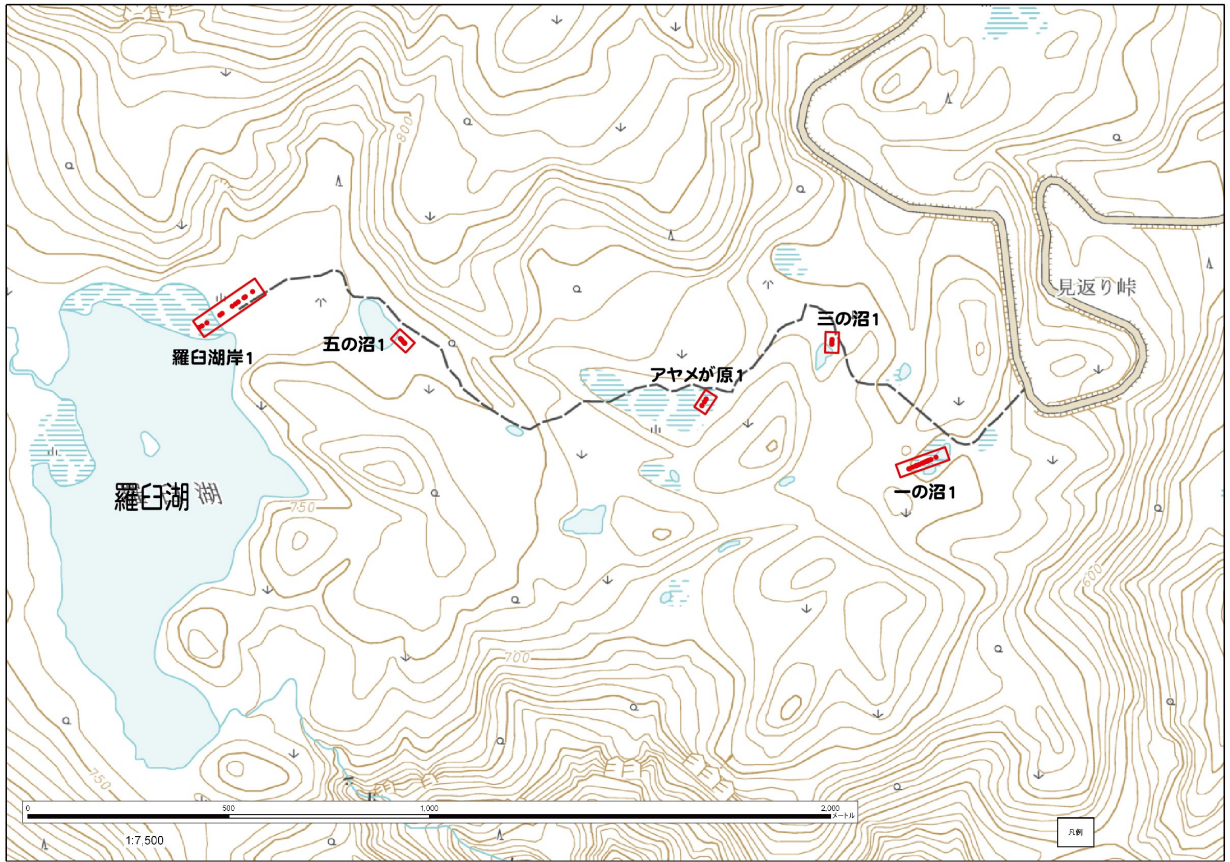 800
見返り峠
三の沼1
五の沼1
羅臼湖岸1
アヤメが原1
一の沼1
羅臼湖
湖
750
600
700
750
0
500
1,000
2,000
メートル
1:7,500
凡例